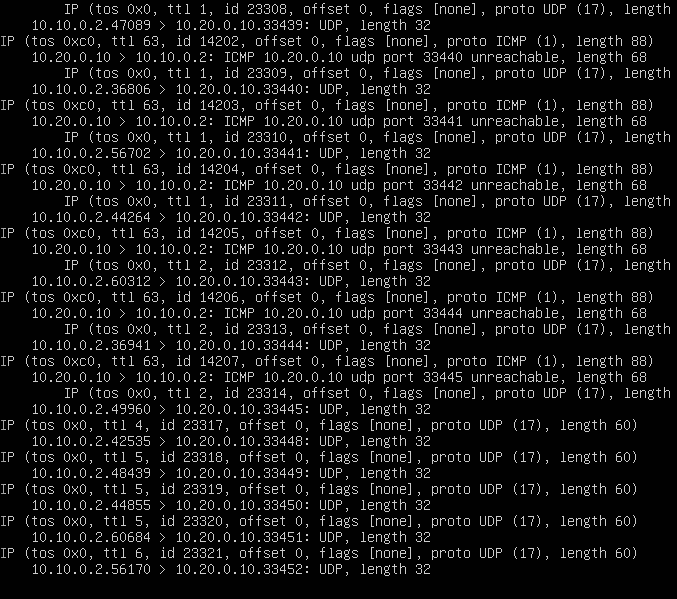 IP (tos 0x0, ttl 1, id 23308, offset 0, flags [none], proto UDP (17), length
10.10.0.2.47089 > 10.20.0.10.33439: UDP, length 32
IP (tos 0xc0, ttl 63, id 14202, offset 0, flags [none], proto ICMP (1), length 88)
10.20.0.10 > 10.10.0.2: ICMP 10.20.0.10 udp port 33440 unreachable, length 68
IP (tos 0x0, ttl 1, id 23309, offset 0, flags [none], proto UDP (17), length
10.10.0.2.36806 > 10.20.0.10.33440: UDP, length 32
IP (tos 0xc0, ttl 63, id 14203, offset 0, flags [none], proto ICMP (1), length 88)
10.20.0.10 > 10.10.0.2: ICMP 10.20.0.10 udp port 33441 unreachable, length 68
IP (tos 0x0, ttl 1, id 23310, offset 0, flags [none], proto UDP (17), length
10.10.0.2.56702 > 10.20.0.10.33441: UDP, length 32
IP (tos 0xc0, ttl 63, id 14204, offset 0, flags [none], proto ICMP (1), length 88)
10.20.0.10 > 10.10.0.2: ICMP 10.20.0.10 udp port 33442 unreachable, length 68
IP (tos 0x0, ttl 1, id 23311, offset 0, flags [none], proto UDP (17), length
10.10.0.2.44264 > 10.20.0.10.33442: UDP, length 32
IP (tos 0xc0, ttl 63, id 14205, offset 0, flags [none], proto ICMP (1), length 88)
10.20.0.10 > 10.10.0.2: ICMP 10.20.0.10 udp port 33443 unreachable, length 68
IP (tos 0x0, ttl 2, id 23312, offset 0, flags [none], proto UDP (17), length
10.10.0.2.60312 > 10.20.0.10.33443: UDP, length 32
IP (tos 0xc0, ttl 63, id 14206, offset 0, flags [none], proto ICMP (1), length 88)
10.20.0.10 > 10.10.0.2: ICMP 10.20.0.10 udp port 33444 unreachable, length 68
IP (tos 0x0, ttl 2, id 23313, offset 0, flags [none], proto UDP (17), length
10.10.0.2.36941 > 10.20.0.10.33444: UDP, length 32
IP (tos 0xc0, ttl 63, id 14207, offset 0, flags [none], proto ICMP (1), length 88)
10.20.0.10 > 10.10.0.2: ICMP 10.20.0.10 udp port 33445 unreachable, length 68
IP (tos 0x0, ttl 2, id 23314, offset 0, flags [none], proto UDP (17), length
10.10.0.2.49960 > 10.20.0.10.33445: UDP, length 32
IP (tos 0x0, ttl 4, id 23317, offset 0, flags [none], proto UDP (17), length 60)
10.10.0.2.42535 > 10.20.0.10.33448: UDP, length 32
IP (tos 0x0, ttl 5, id 23318, offset 0, flags [none], proto UDP (17), length 60)
10.10.0.2.48439 > 10.20.0.10.33449: UDP, length 32
IP (tos 0x0, ttl 5, id 23319, offset 0, flags [none], proto UDP (17), length 60)
10.10.0.2.44855 > 10.20.0.10.33450: UDP, length 32
IP (tos 0x0, ttl 5, id 23320, offset 0, flags [none], proto UDP (17), length 60)
10.10.0.2.60684 > 10.20.0.10.33451: UDP, length 32
IP (tos 0x0, ttl 6, id 23321, offset 0, flags [none], proto UDP (17), length 60)
10.10.0.2.56170 > 10.20.0.10.33452: UDP, length 32